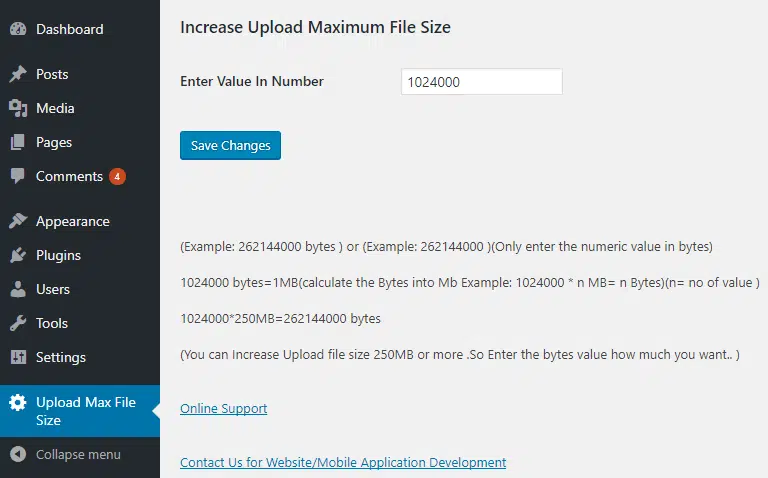 Dashboard
Posts
Media
Pages
Comments 4
Appearance
Plugins
Users
Tools
Settings
Upload Max File
Size
Collapse menu
Increase Upload Maximum File Size
Enter Value In Number 1024000
Save Changes
(Example: 262144000 bytes ) or (Example: 262144000 )(Only enter the numeric value in bytes)
1024000 bytes=1MB(calculate the Bytes into Mb Example: 1024000 * n MB= n Bytes)(n= no of value )
1024000*250MB=262144000 bytes
(You can Increase Upload file size 250MB or more .So Enter the bytes value how much you want.. )
Online Support
Contact Us for Website/Mobile Application Development